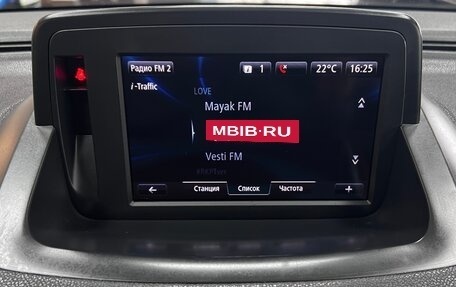 Радио FM 2
1
22°C
16:25
i-Traffic
LOVE
Mayak FM
MBIB·RU
Vesti FM
Станция
Список
Частота